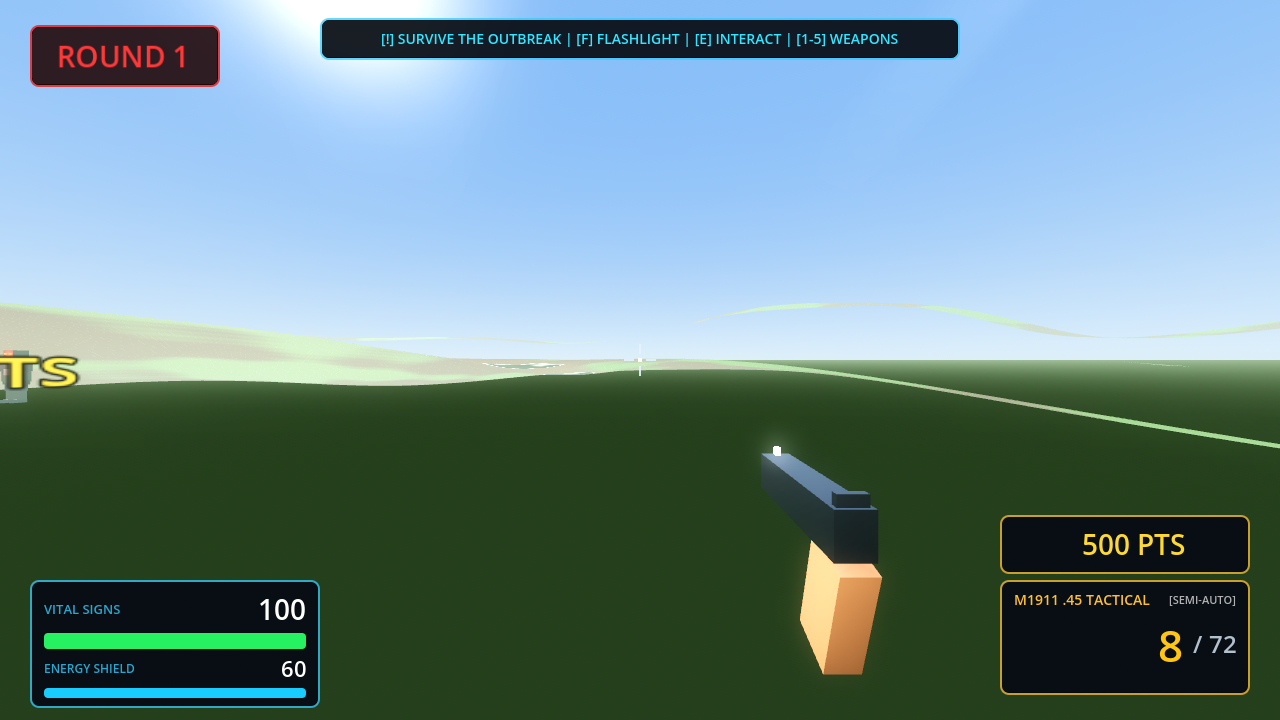 ROUND 1
[!] SURVIVE THE OUTBREAK | [F] FLASHLIGHT | [E] INTERACT | [1-5] WEAPONS
TS
500 PTS
VITAL SIGNS 100
ENERGY SHIELD 60
M1911 .45 TACTICAL [SEMI-AUTO]
8 / 72